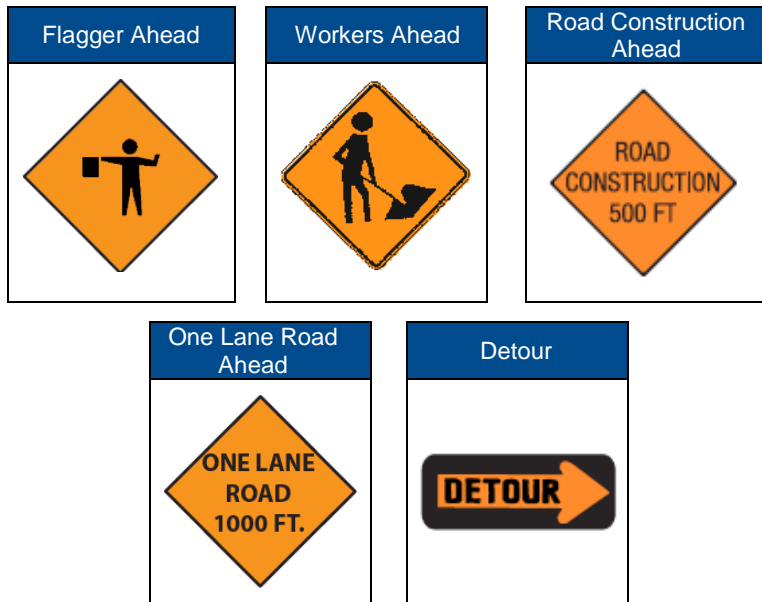 Flagger Ahead
Workers Ahead
Road Construction
Ahead
ROAD
CONSTRUCTION
500 FT
One Lane Road
Ahead
Detour
ONE LANE
ROAD
1000 FT.
DETOUR